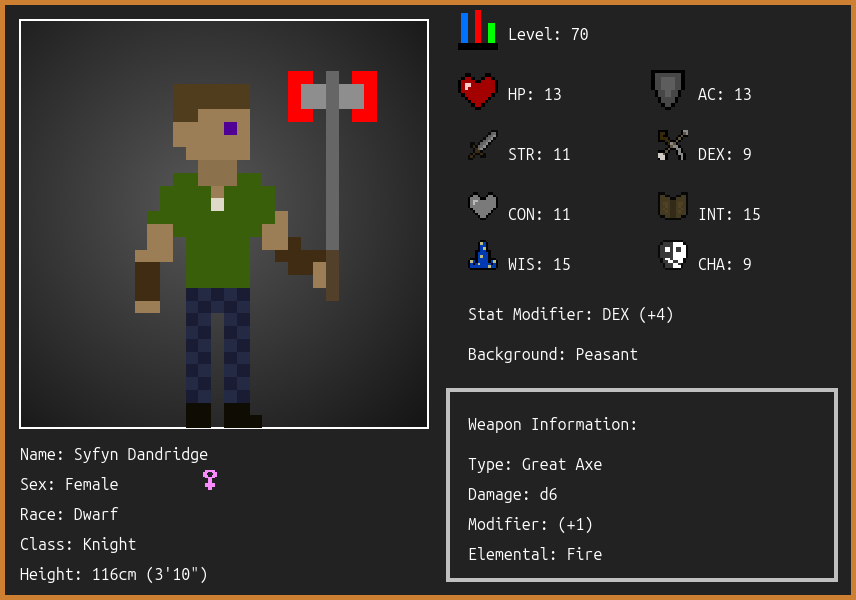 Level: 70
HP: 13
AC: 13
STR: 11
DEX: 9
CON: 11
INT: 15
WIS: 15
CHA: 9
Stat Modifier: DEX (+4)
Background: Peasant
Weapon Information:
Type: Great Axe
Damage: d6
Modifier: (+1)
Elemental: Fire
Name: Syfyn Dandridge
Sex: Female
Race: Dwarf
Class: Knight
Height: 116cm (3'10")